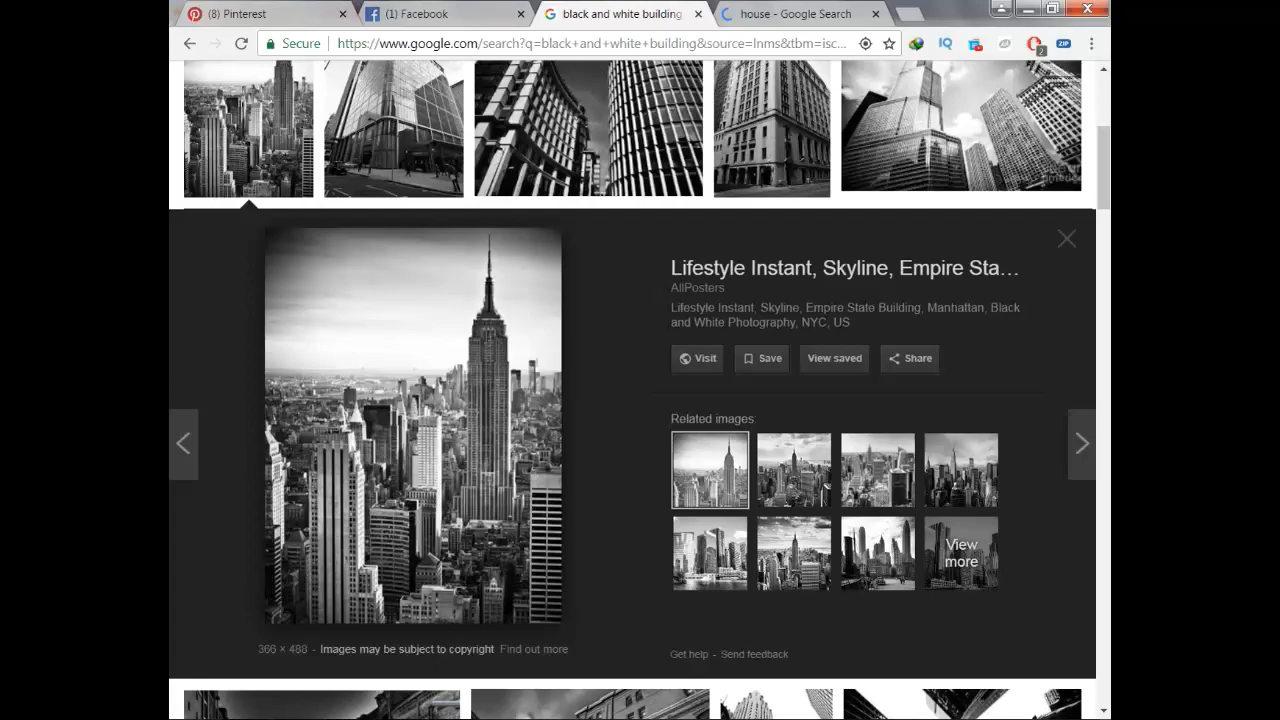 (8) Pinterest
(1) Facebook
black and white building
house - Google Search
Secure
https://www.google.com/search?q=black+and+white+building&source=lnms&tbm=isc...
IQ
2
ZIP
Lifestyle Instant, Skyline, Empire Sta...
AllPosters
Lifestyle Instant, Skyline, Empire State Building, Manhattan, Black
and White Photography, NYC, US
Visit
Save
View saved
Share
Related images:
View
more
366 × 488 - Images may be subject to copyright Find out more
Get help - Send feedback